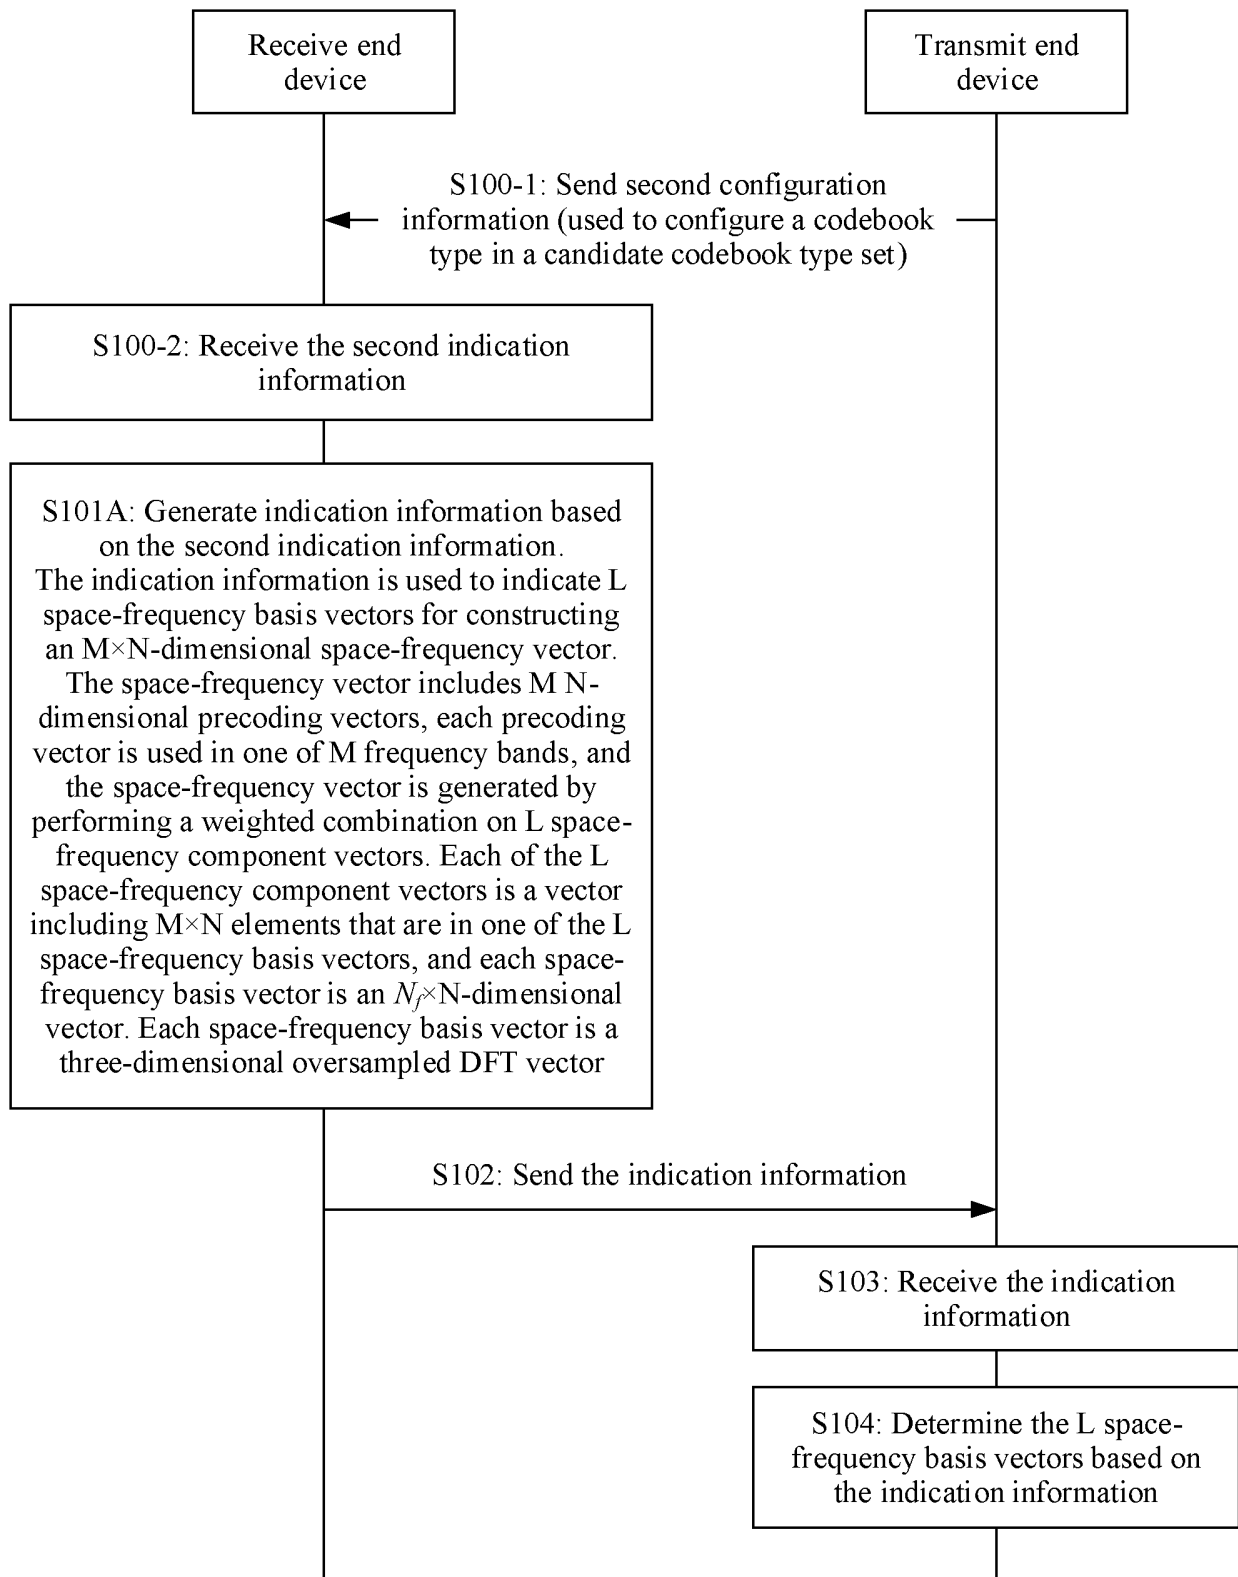 Receive end
device
Transmit end
device
S100-1: Send second configuration
information (used to configure a codebook
type in a candidate codebook type set)
S100-2: Receive the second indication
information
S101A: Generate indication information based
on the second indication information.
The indication information is used to indicate L
space-frequency basis vectors for constructing
an M×N-dimensional space-frequency vector.
The space-frequency vector includes M N-
dimensional precoding vectors, each precoding
vector is used in one of M frequency bands, and
the space-frequency vector is generated by
performing a weighted combination on L space-
frequency component vectors. Each of the L
space-frequency component vectors is a vector
including M×N elements that are in one of the L
space-frequency basis vectors, and each space-
frequency basis vector is an N_f×N-dimensional
vector. Each space-frequency basis vector is a
three-dimensional oversampled DFT vector
S102: Send the indication information
S103: Receive the indication
information
S104: Determine the L space-
frequency basis vectors based on
the indication information